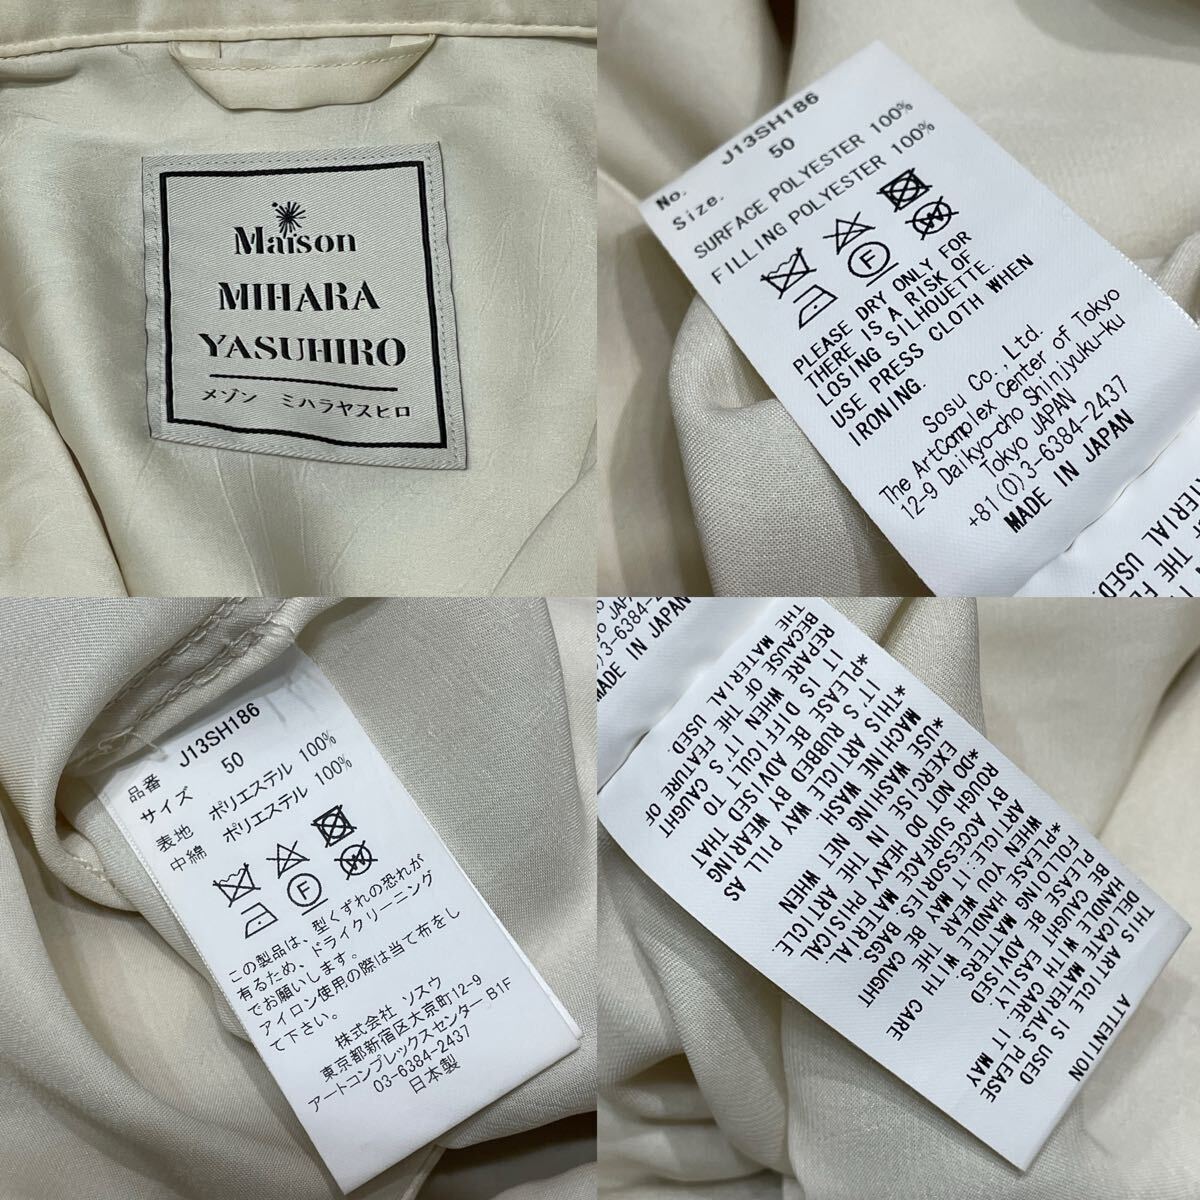 Maison
MIHARA
YASUHIRO
メゾン ミハラヤスヒロ
No. J13SH186
Size. 50
SURFACE POLYESTER 100%
FILLING POLYESTER 100%
F
W
PLEASE DRY ONLY FOR
THERE IS A RISK OF
LOSING SILHOUETTE.
USE PRESS CLOTH WHEN
IRONING.
Sosu Co., Ltd.
The ArtComplex Center of Tokyo
12-9 Daikyo-cho Shinjyuku-ku
Tokyo JAPAN
+81(0)3-6384-2437
MADE IN JAPAN
品番 J13SH186
サイズ 50
表地 ポリエステル 100%
中綿 ポリエステル 100%
F
W
この製品は、型くずれの恐れが
有るため、ドライクリーニング
でお願いします。
アイロン使用の際は当て布をし
て下さい。
株式会社 ソスウ
東京都新宿区大京町12-9
アートコンプレックスセンター B1F
03-6384-2437
日本製
MADE IN JAPAN
ATTENTION
THIS ARTICLE IS USED
DELICATE MATERIALS. PLEASE
HANDLE WITH CARE. IT MAY
BE CAUGHT EASILY.
PLEASE BE ADVISED
FOLLOING MATTERS
*PLEASE HANDLE WITH CARE
WHEN YOU WEAR THE
ARTICLE:IT MAY BE CAUGHT
BY ACCESSORIES, BAGS.
ROUGH SURFACE MATERIAL
*DO NOT DO HEAVY PHISICAL
EXERCISE IN THE ARTICLE.
*USE WASHING NET WHEN
MACHINE WASH.
*THIS ARTICLE MAY PILL AS
IT'S RUBBED BY WEARING
*PLEASE BE ADVISED THAT
IT IS DIFFICULT TO
REPARE WHEN IT'S CAUGHT
BECAUSE OF THE FEATURE OF
THE MATERIAL USED.